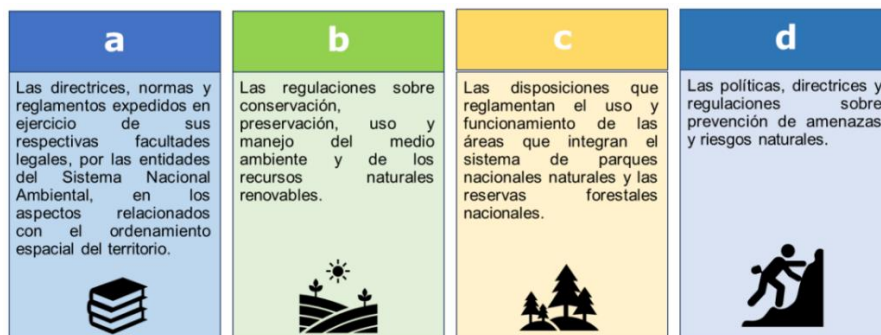 a
Las directrices, normas y
reglamentos expedidos en
ejercicio de sus
respectivas facultades
legales, por las entidades
del Sistema Nacional
Ambiental, en los
aspectos relacionados
con el ordenamiento
espacial del territorio.
b
Las regulaciones sobre
conservación,
preservación, uso y
manejo del medio
ambiente y de los
recursos naturales
renovables.
c
Las disposiciones que
reglamentan el uso y
funcionamiento de las
áreas que integran el
sistema de parques
nacionales naturales y las
reservas forestales
nacionales.
d
Las políticas, directrices y
regulaciones sobre
prevención de amenazas
y riesgos naturales.